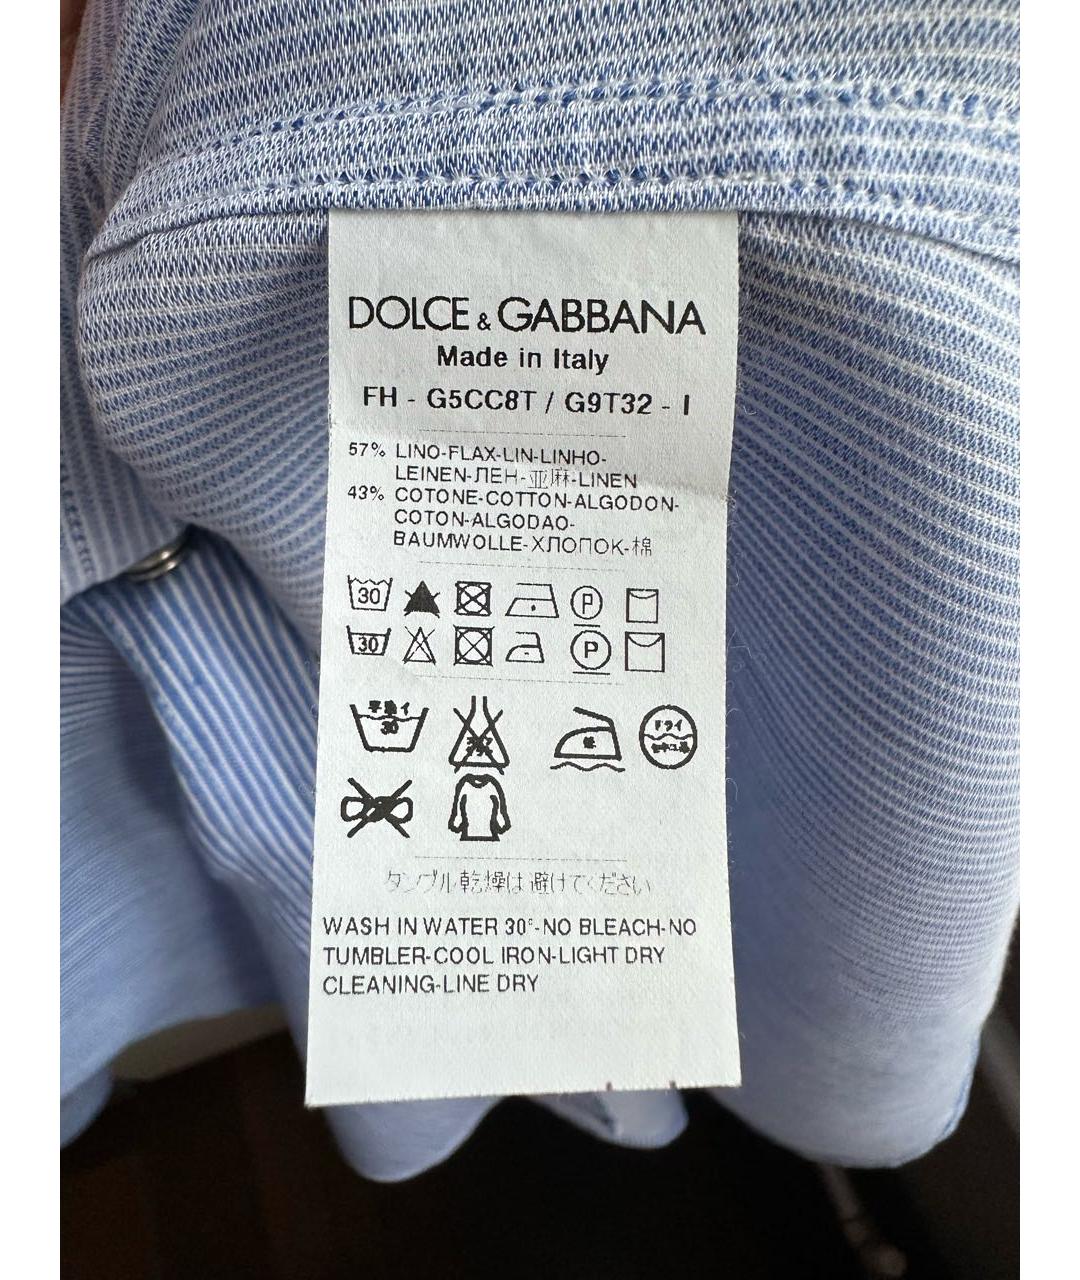 DOLCE & GABBANA
Made in Italy
FH - G5CC8T / G9T32 - I
57% LINO-FLAX-LIN-LINHO-
LEINEN-ЛЕН-亚麻-LINEN
43% COTONE-COTTON-ALGODON-
COTON-ALGODAO-
BAUMWOLLE-ХЛОПОК-棉
30 P
30 P
30 ドライ
タンブル乾燥は避けてください
WASH IN WATER 30°-NO BLEACH-NO
TUMBLER-COOL IRON-LIGHT DRY
CLEANING-LINE DRY